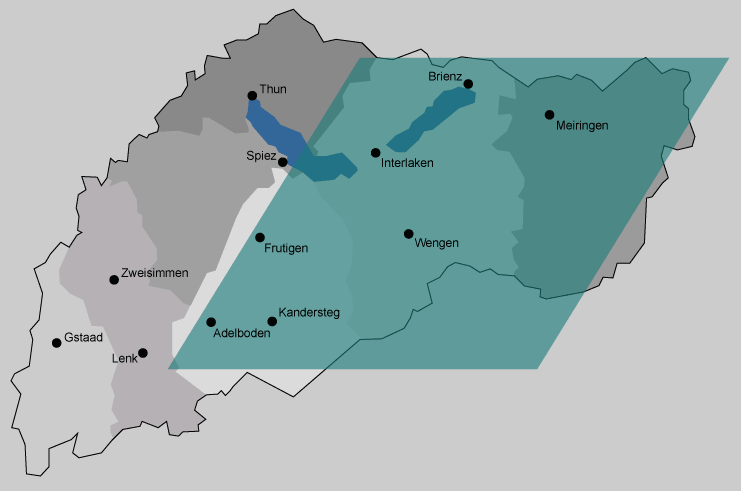 Brienz
Thun
Meiringen
Spiez
Interlaken
Wengen
Frutigen
Zweisimmen
Kandersteg
Adelboden
Gstaad
Lenk